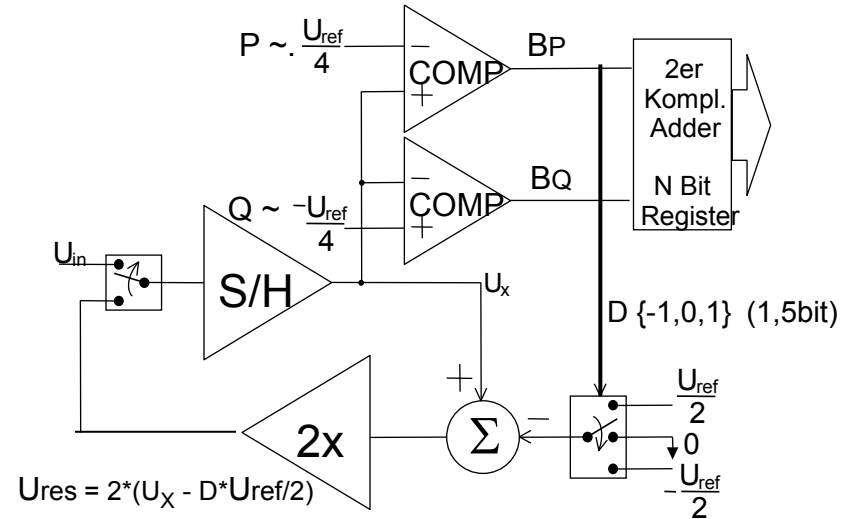 P ~. Uref/4
BP
COMP
2er
Kompl.
Adder
N Bit
Register
BQ
COMP
Q ~ -Uref/4
Uin
S/H
Ux
D {-1,0,1} (1,5bit)
Uref/2
0
-Uref/2
+
−
Σ
2x
Ures = 2*(UX - D*Uref/2)